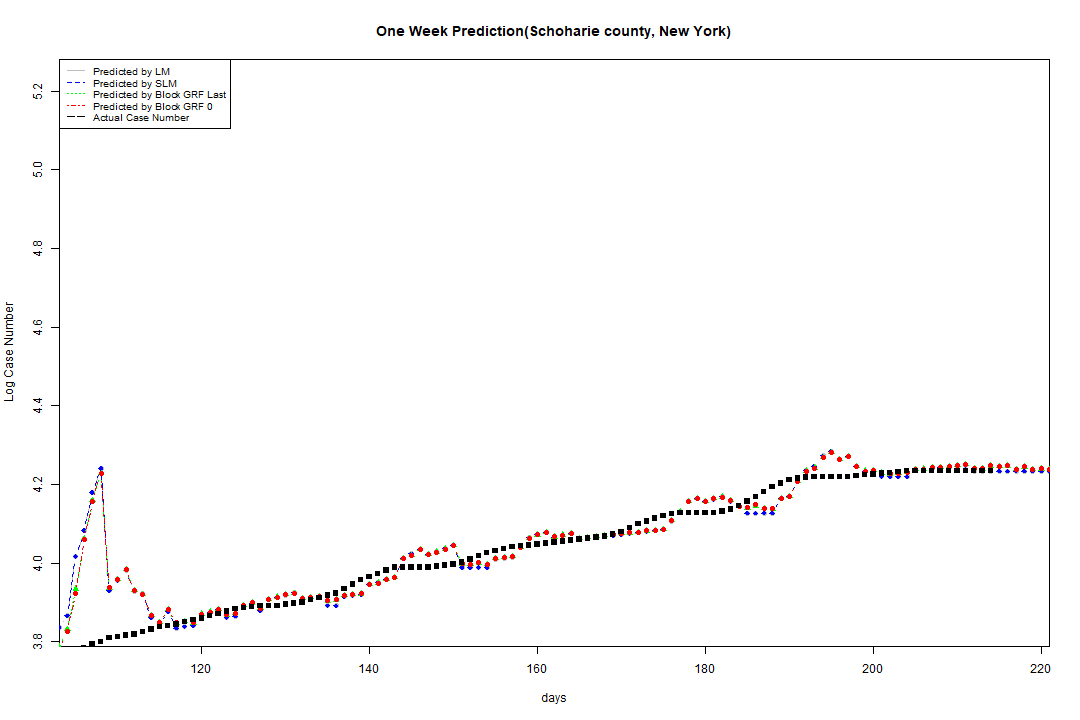 One Week Prediction(Schoharie county, New York)
Predicted by LM
Predicted by SLM
Predicted by Block GRF Last
Predicted by Block GRF 0
Actual Case Number
Log Case Number
5.2
5.0
4.8
4.6
4.4
4.2
4.0
3.8
120 140 160 180 200 220
days